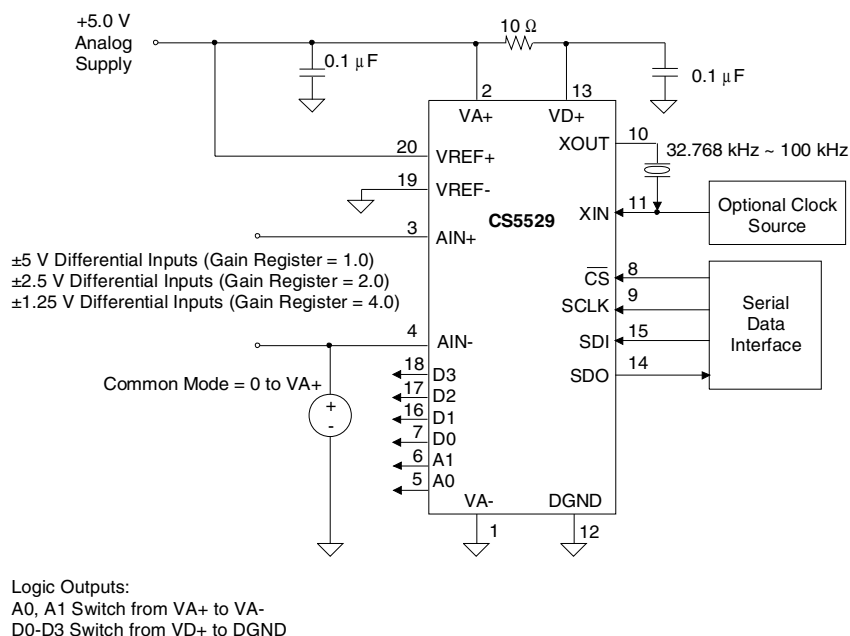 +5.0 V
Analog
Supply
10 Ω
0.1 µF
0.1 µF
2
13
VA+
VD+
XOUT
10
32.768 kHz ~ 100 kHz
20
VREF+
19
VREF-
CS5529
XIN
11
Optional Clock
Source
3
AIN+
±5 V Differential Inputs (Gain Register = 1.0)
±2.5 V Differential Inputs (Gain Register = 2.0)
±1.25 V Differential Inputs (Gain Register = 4.0)
CS
8
SCLK
9
SDI
15
SDO
14
Serial
Data
Interface
4
AIN-
Common Mode = 0 to VA+
+
-
18
D3
17
D2
16
D1
7
D0
6
A1
5
A0
VA-
DGND
1
12
Logic Outputs:
A0, A1 Switch from VA+ to VA-
D0-D3 Switch from VD+ to DGND